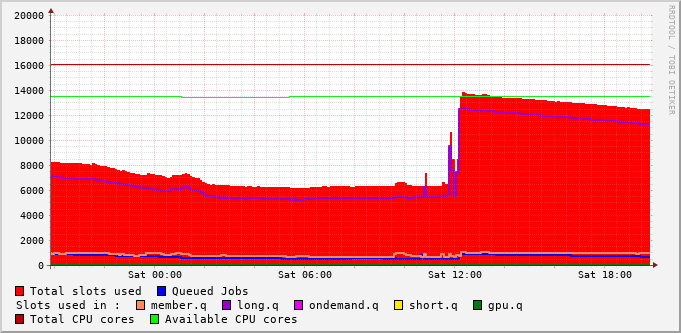 20000
18000
16000
14000
12000
10000
8000
6000
4000
2000
0
Sat 00:00 Sat 06:00 Sat 12:00 Sat 18:00
RRDTOOL / TOBI OETIKER
Total slots used Queued Jobs
Slots used in : member.q long.q ondemand.q short.q gpu.q
Total CPU cores Available CPU cores